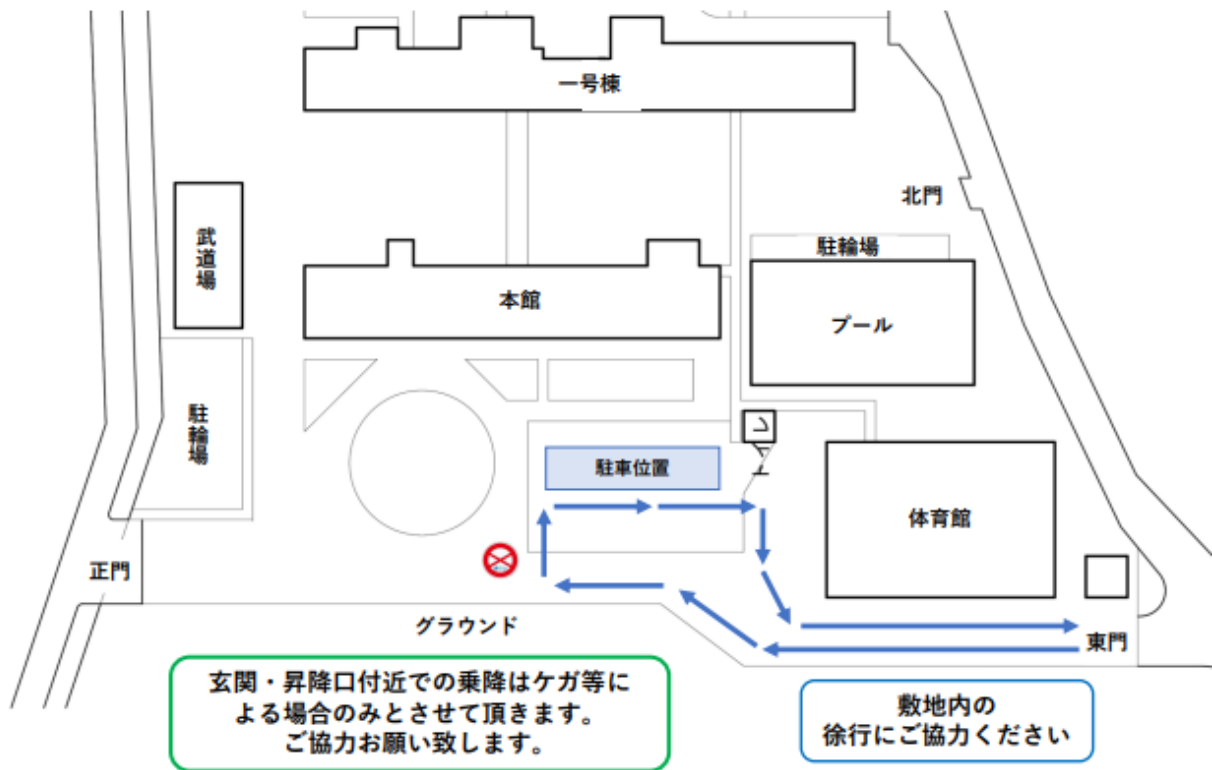 一号棟
北門
武道場
駐輪場
本館
プール
駐輪場
トイレ
駐車位置
体育館
正門
グラウンド
東門
玄関・昇降口付近での乗降はケガ等に
よる場合のみとさせて頂きます。
ご協力お願い致します。
敷地内の
徐行にご協力ください